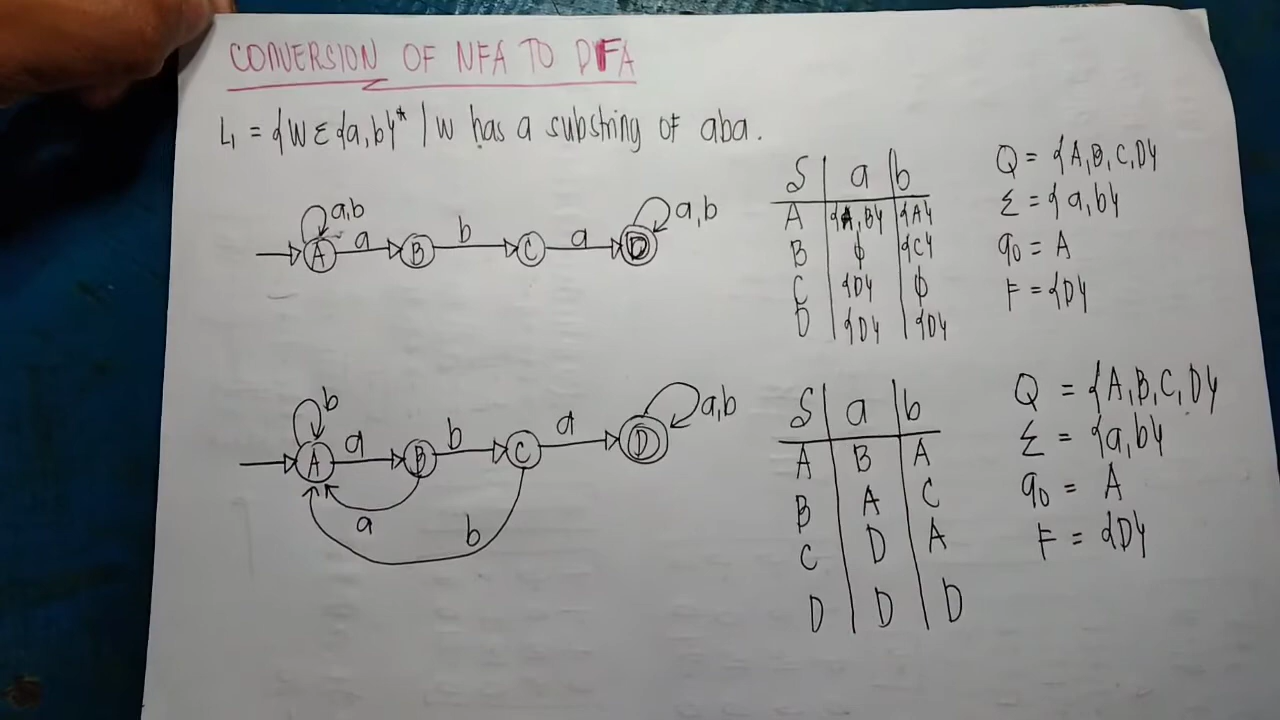 CONVERSION OF NFA TO DFA
L₁ = {W Σ {a,b}* | w has a substring of aba.
a,b
A a B b C a D a,b
S a b
A {A,B} {A}
B ϕ {C}
C {D} ϕ
D {D} {D}
Q = {A,B,C,D}
Σ = {a,b}
q₀ = A
F = {D}
b
A a B b C a D a,b
a
b
S a b
A B A
B A C
C D A
D D D
Q = {A,B,C,D}
Σ = {a,b}
q₀ = A
F = {D}